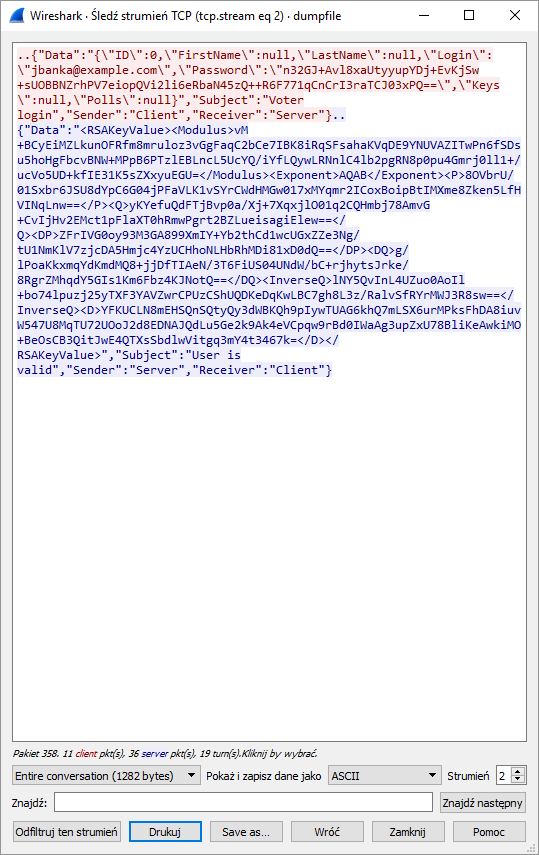 Wireshark · Śledź strumień TCP (tcp.stream eq 2) · dumpfile
..{"Data":"{\"ID\":0,\"FirstName\":null,\"LastName\":null,\"Login\":
\"jbanka@example.com\",\"Password\":\"n32GJ+Avl8xaUtyyupYDj+EvKjSw
+sUOBBNZrhPV7eiopQVi2li6eRbaN45zQ++R6F771qCnCrI3raTCJ03xPQ==\",\"Keys
\":null,\"Polls\":null}","Subject":"Voter
login","Sender":"Client","Receiver":"Server"}..
{"Data":"<RSAKeyValue><Modulus>vM
+BCyEiMZLkunOFRfm8mruloz3vGgFaqC2bCe7IBK8iRqSFsahaKVqDE9YNUVAZITwPn6fSDs
u5hoHgFbcvBNW+MPpB6PTzlEBLncL5UcYQ/iYfLQywLRNnlC4lb2pgRN8p0pu4Gmrj0ll1+/
ucVo5UD+kfIE31K5sZXxyuEGU=</Modulus><Exponent>AQAB</Exponent><P>8OVbrU/
01Sxbr6JSU8dYpC6G04jPFaVLK1vSYrCWdHMGw017xMYqmr2ICoxBoipBtIMXme8Zken5LfH
VINqLnw==</P><Q>yKYefuQdFTjBvp0a/Xj+7XqxjlO01q2CQHmbj78AmvG
+CvIjHv2EMct1pFlaXT0hRmwPgrt2BZLueisagiElew==</
Q><DP>ZFrIVG0oy93M3GA899XmIY+Yb2thCd1wcUGxZZe3Ng/
tU1NmKlV7zjcDA5Hmjc4YzUCHhoNLHbRhMDi81xD0dQ==</DP><DQ>g/
lPoaKkxmqYdKmdMQ8+jjDfTIAeN/3T6FiUS04UNdW/bC+rjhytsJrke/
8RgrZMhqdY5GIs1Km6Fbz4KJNotQ==</DQ><InverseQ>lNY5QvInL4UZuo0AoIl
+bo74lpuzj25yTXF3YAVZwrCPUzCShUQDKeDqKwLBC7gh8L3z/RalvSfRYrMWJ3R8sw==</
InverseQ><D>YFKUCLN8mEHSQnSQtyQy3dWBKQh9pIywTUAG6khQ7mLSX6urMPksFhDA8iuv
W547U8MqTU72UOoJ2d8EDNAJQdLu5Ge2k9Ak4eVCpqw9rBd0IWaAg3upZxU78BliKeAwkiMO
+BeOsCB3QitJwE4QTXsSbdlwVitgq3mY4t3467k=</D></
RSAKeyValue>","Subject":"User is
valid","Sender":"Server","Receiver":"Client"}
Pakiet 358. 11 client pkt(s), 36 server pkt(s), 19 turn(s).Kliknij by wybrać.
Entire conversation (1282 bytes) Pokaż i zapisz dane jako ASCII Strumień 2
Znajdź: Znajdź następny
Odfiltruj ten strumień Drukuj Save as… Wróć Zamknij Pomoc